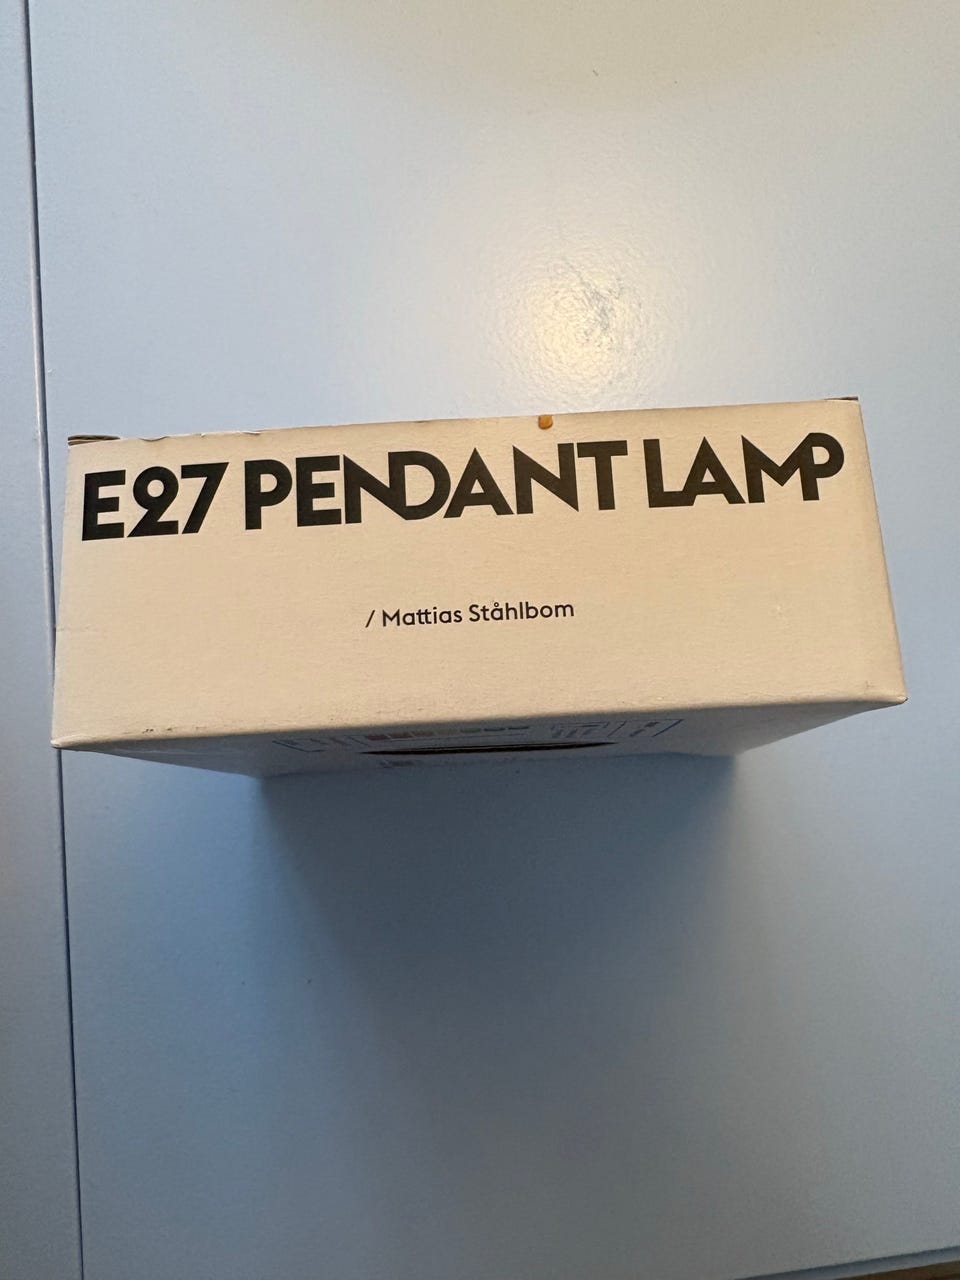 E27 PENDANT LAMP
/ Mattias Ståhlbom